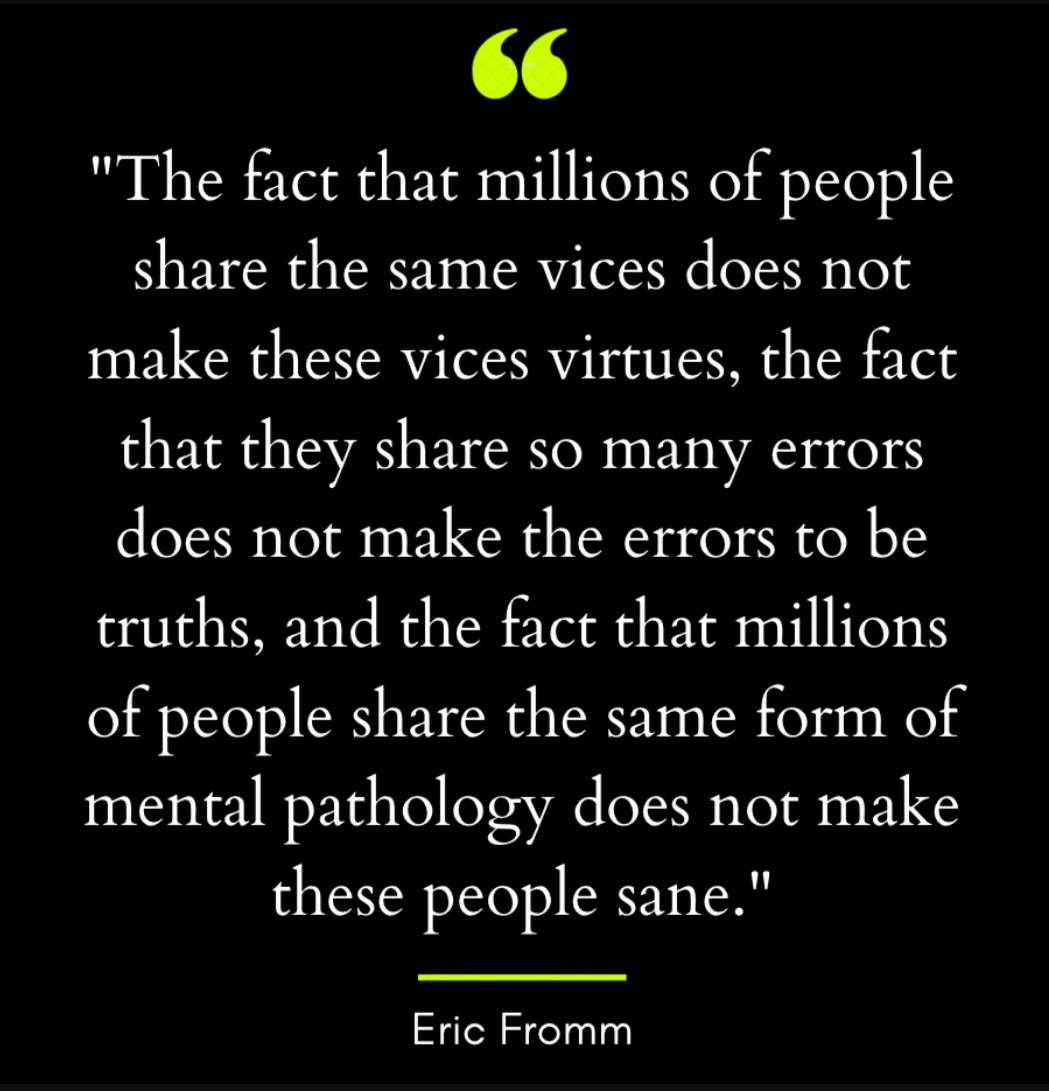 "The fact that millions of people
share the same vices does not
make these vices virtues, the fact
that they share so many errors
does not make the errors to be
truths, and the fact that millions
of people share the same form of
mental pathology does not make
these people sane."
Eric Fromm